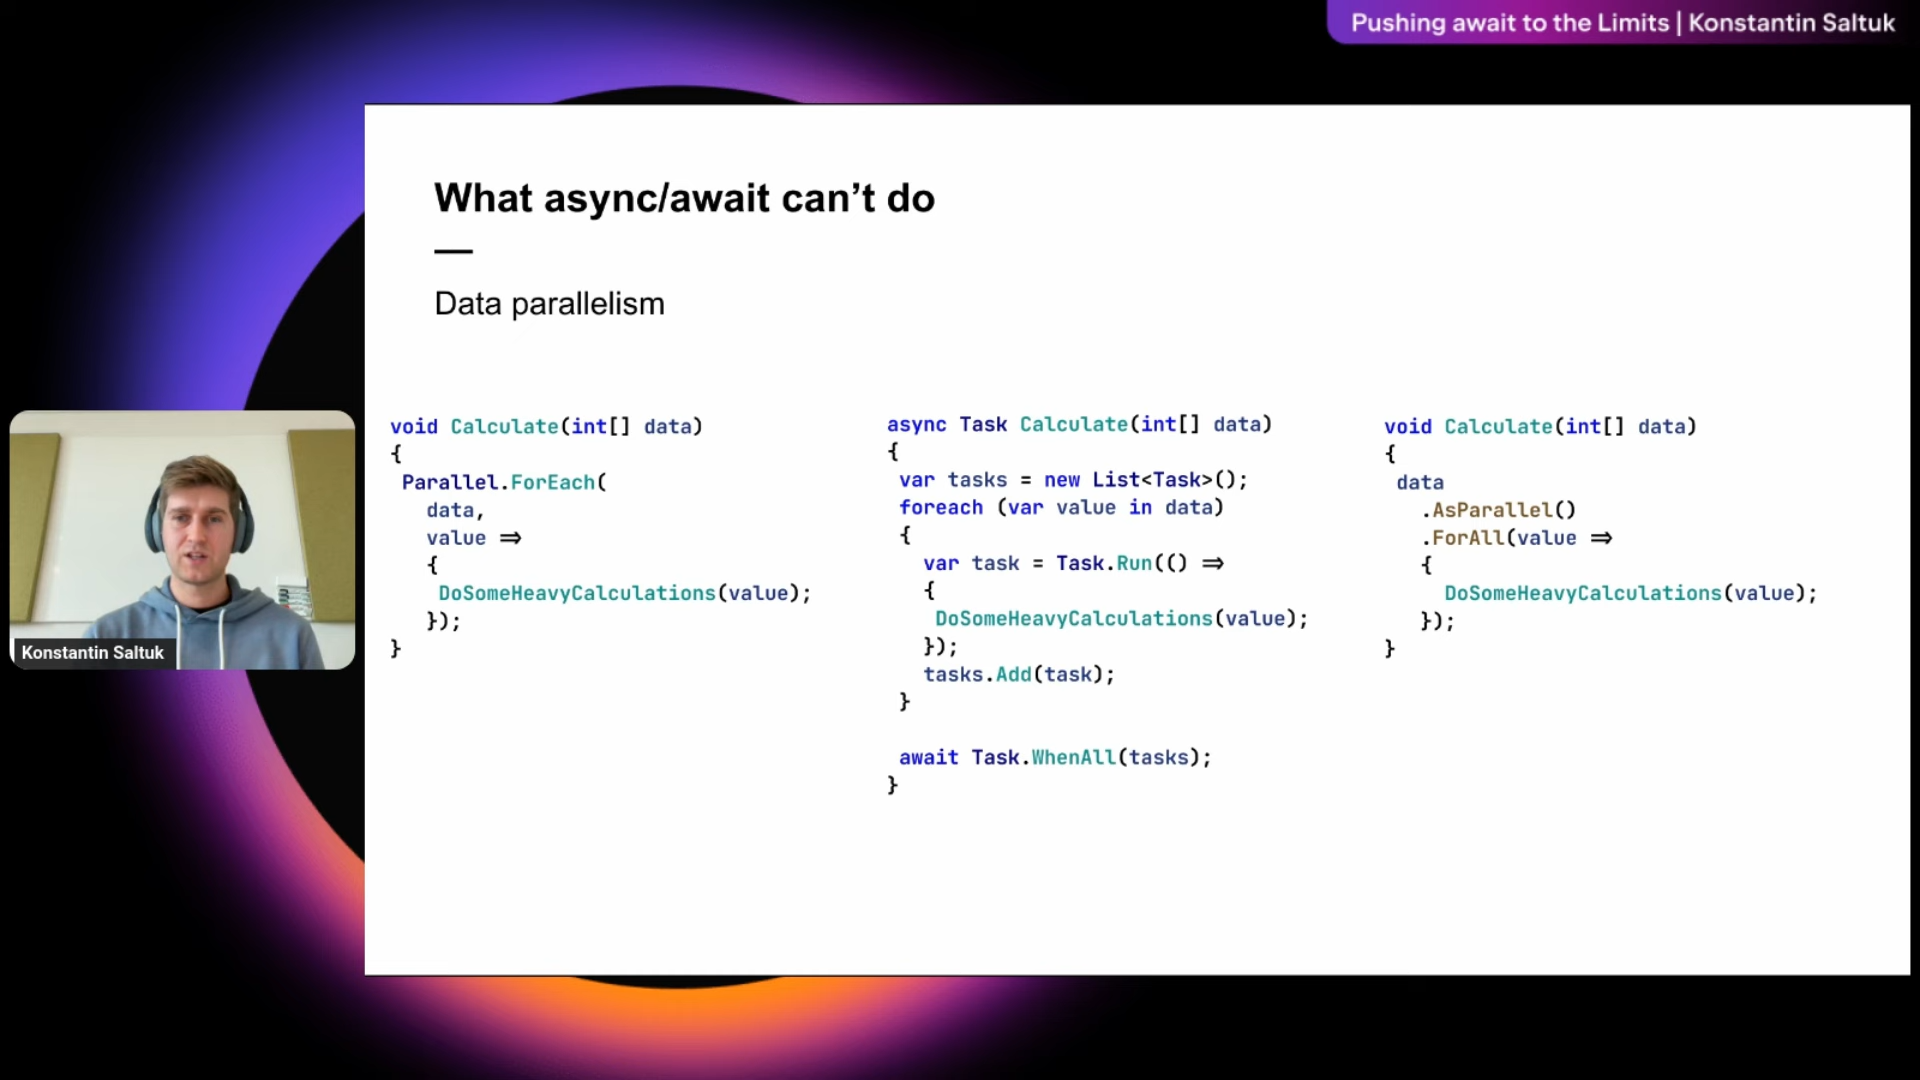 Pushing await to the Limits | Konstantin Saltuk
What async/await can’t do
Data parallelism
void Calculate(int[] data)
{
Parallel.ForEach(
data,
value =>
{
DoSomeHeavyCalculations(value);
});
}
async Task Calculate(int[] data)
{
var tasks = new List<Task>();
foreach (var value in data)
{
var task = Task.Run(() =>
{
DoSomeHeavyCalculations(value);
});
tasks.Add(task);
}
await Task.WhenAll(tasks);
}
void Calculate(int[] data)
{
data
.AsParallel()
.ForAll(value =>
{
DoSomeHeavyCalculations(value);
});
}
Konstantin Saltuk